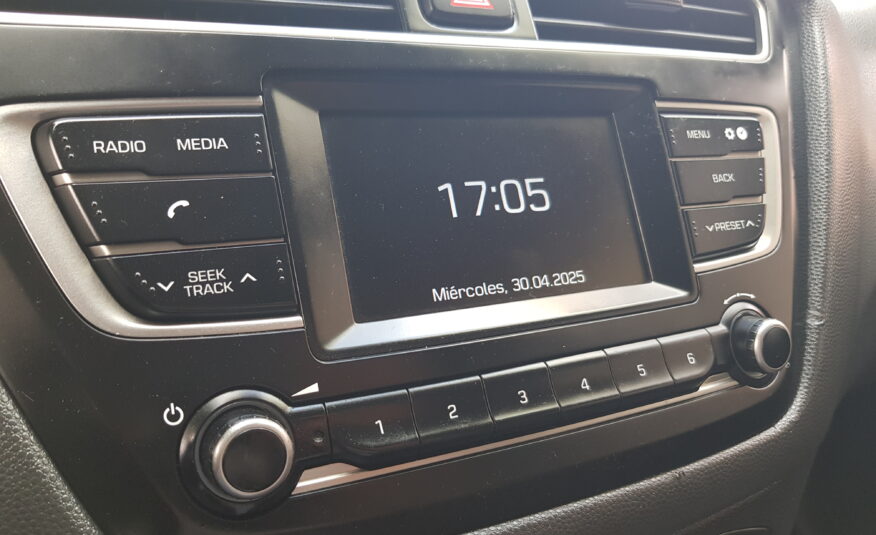 RADIO MEDIA
SEEK
TRACK
17:05
Miércoles, 30.04.2025
MENU
BACK
PRESET
1 2 3 4 5 6